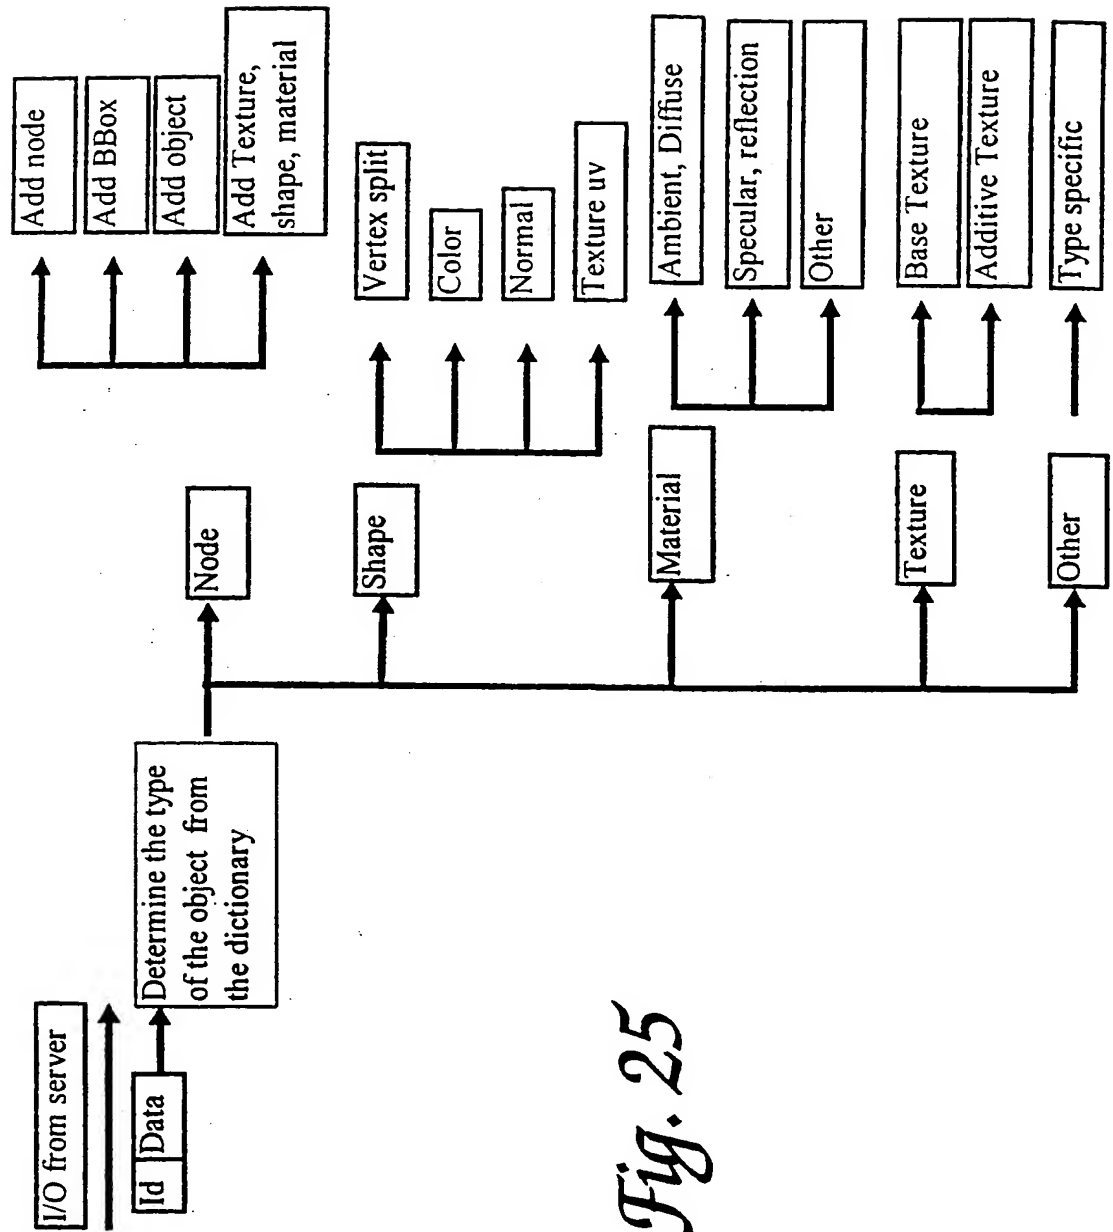 I/O from server
Id Data
Determine the type
of the object from
the dictionary
Node
Add node
Add BBox
Add object
Add Texture,
shape, material
Shape
Vertex split
Color
Normal
Texture uv
Material
Ambient, Diffuse
Specular, reflection
Other
Texture
Base Texture
Additive Texture
Other
Type specific
Fig. 25